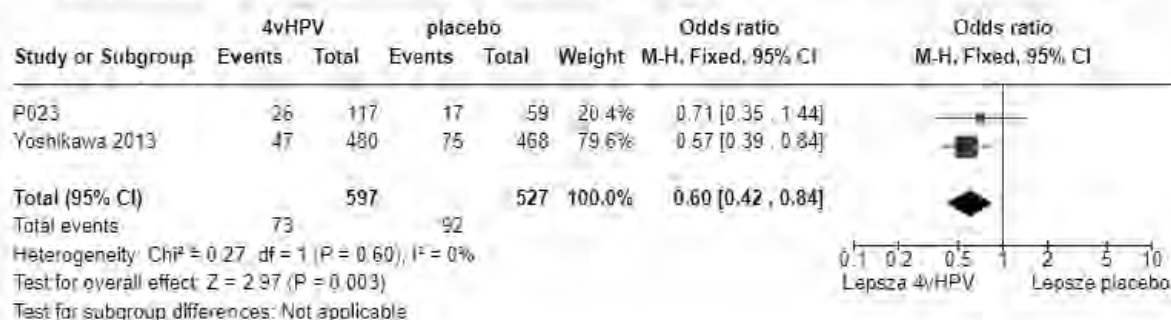 4vHPV placebo Odds ratio Odds ratio
Study or Subgroup Events Total Events Total Weight M-H, Fixed, 95% CI M-H, Fixed, 95% CI
P023 26 117 17 59 20.4% 0.71 [0.35 , 1.44]
Yoshikawa 2013 47 480 75 468 79.6% 0.57 [0.39 , 0.84]
Total (95% CI) 597 527 100.0% 0.60 [0.42 , 0.84]
Total events 73 92
Heterogeneity: Chi² = 0.27, df = 1 (P = 0.60); I² = 0%
Test for overall effect: Z = 2.97 (P = 0.003)
Test for subgroup differences: Not applicable
0.1 0.2 0.5 1 2 5 10
Lepsza 4vHPV Lepsze placebo